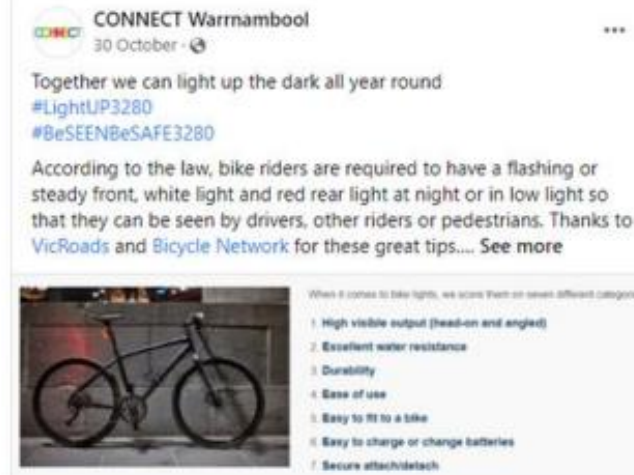 CONNECT
CONNECT Warrnambool
30 October ·
Together we can light up the dark all year round
#LightUP3280
#BeSEENBeSAFE3280
According to the law, bike riders are required to have a flashing or
steady front, white light and red rear light at night or in low light so
that they can be seen by drivers, other riders or pedestrians. Thanks to
VicRoads and Bicycle Network for these great tips.... See more
When it comes to bike lights, we score them on seven different categori
1. High visible output (head-on and angled)
2. Excellent water resistance
3. Durability
4. Ease of use
5. Easy to fit to a bike
6. Easy to charge or change batteries
7. Secure attach/detach